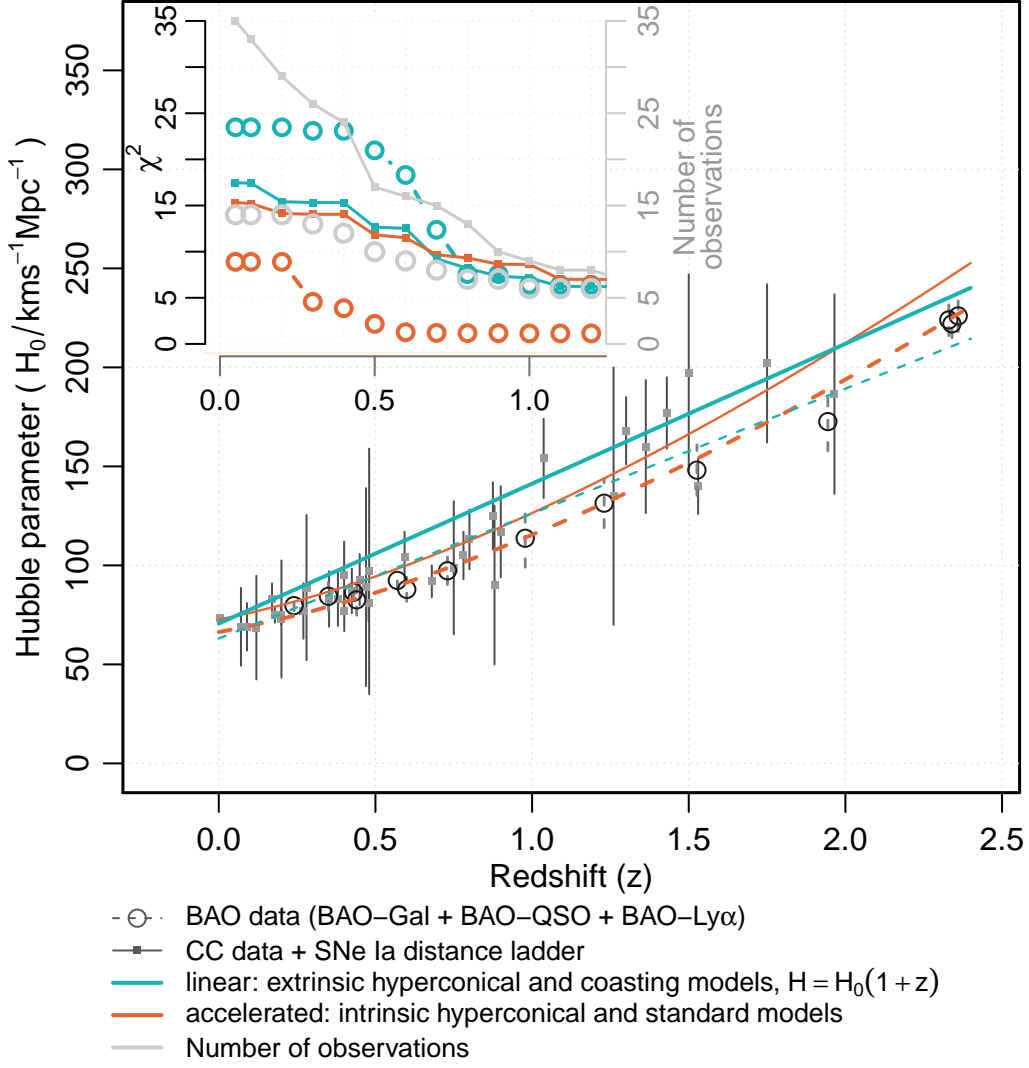 35
25
15
5
0
χ²
35
25
15
5
0
Number of
observations
0.0 0.5 1.0
350
300
250
200
150
100
50
0
Hubble parameter ( H₀/kms⁻¹Mpc⁻¹ )
0.0 0.5 1.0 1.5 2.0 2.5
Redshift (z)
BAO data (BAO−Gal + BAO−QSO + BAO−Lyα)
CC data + SNe Ia distance ladder
linear: extrinsic hyperconical and coasting models, H = H₀(1 + z)
accelerated: intrinsic hyperconical and standard models
Number of observations